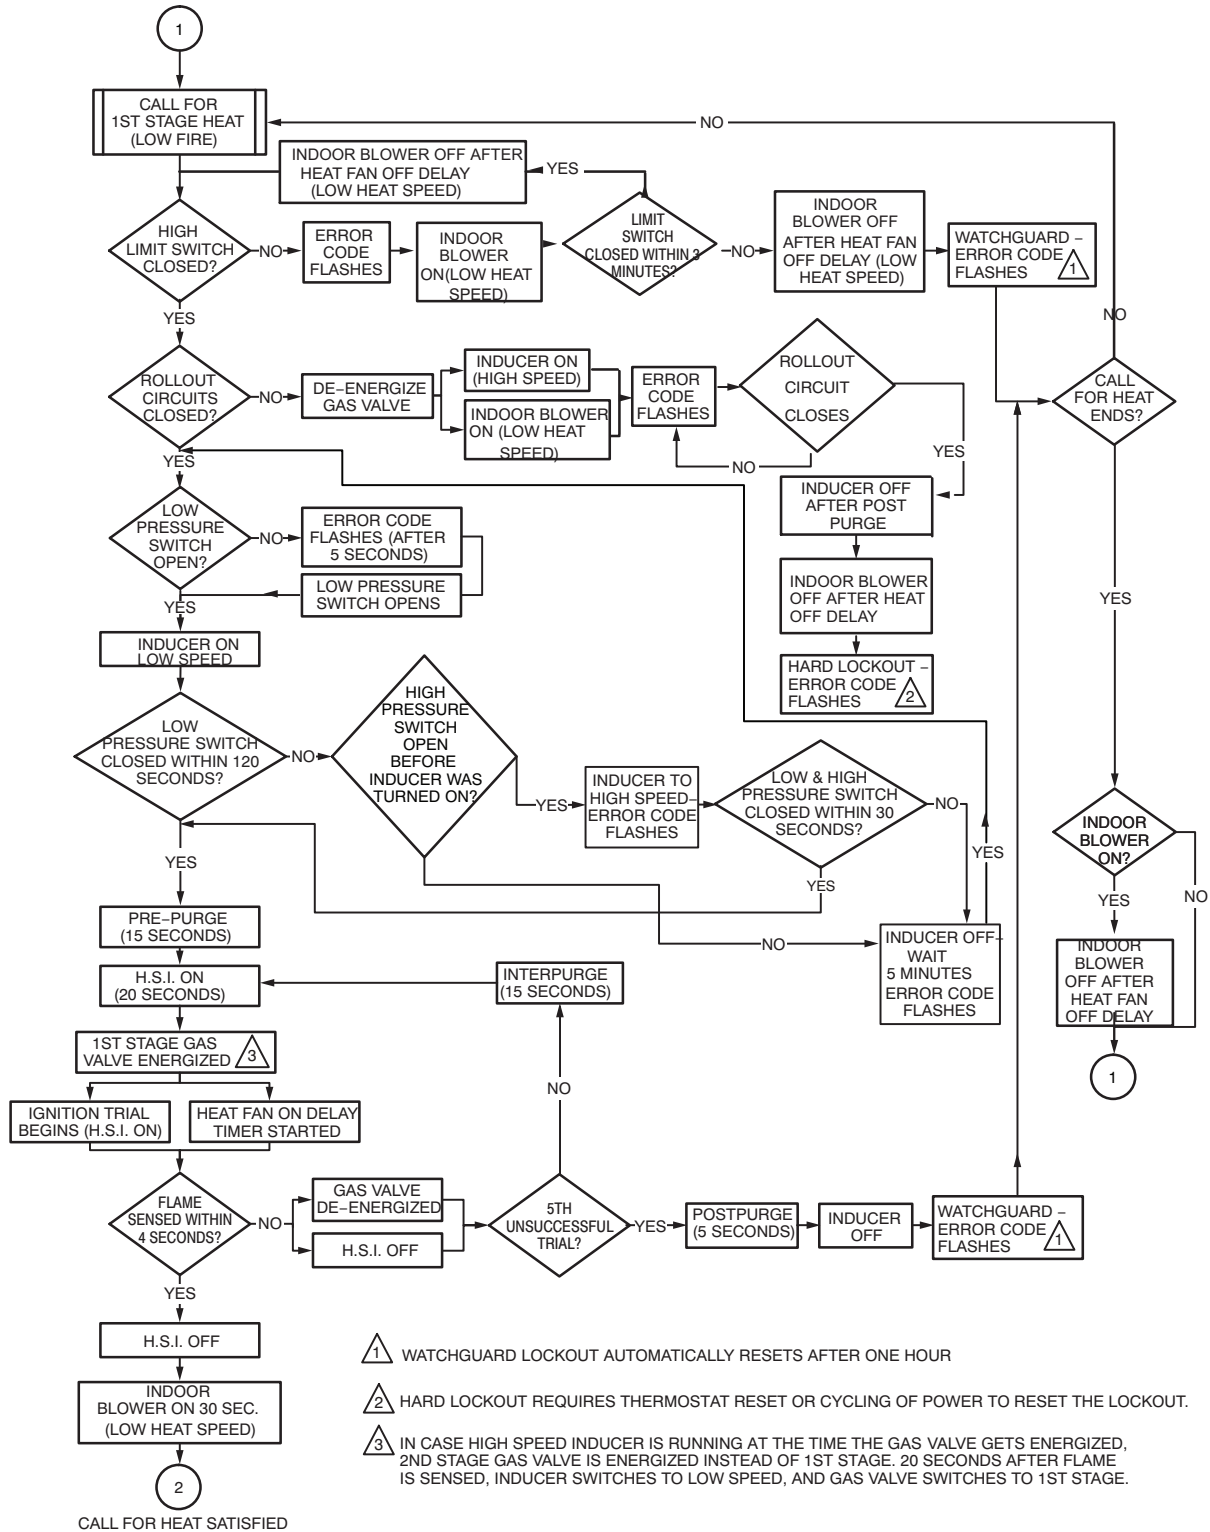 1
CALL FOR
1ST STAGE HEAT
(LOW FIRE)
NO
INDOOR BLOWER OFF AFTER
HEAT FAN OFF DELAY
(LOW HEAT SPEED)
YES
HIGH
LIMIT SWITCH
CLOSED?
NO
ERROR
CODE
FLASHES
INDOOR
BLOWER
ON(LOW HEAT
SPEED)
LIMIT
SWITCH
CLOSED WITHIN 3
MINUTES?
NO
INDOOR
BLOWER OFF
AFTER HEAT FAN
OFF DELAY (LOW
HEAT SPEED)
WATCHGUARD –
ERROR CODE
FLASHES
1
NO
YES
ROLLOUT
CIRCUITS
CLOSED?
NO
DE–ENERGIZE
GAS VALVE
INDUCER ON
(HIGH SPEED)
INDOOR BLOWER
ON (LOW HEAT
SPEED)
ERROR
CODE
FLASHES
ROLLOUT
CIRCUIT
CLOSES
NO
YES
CALL
FOR HEAT
ENDS?
YES
INDUCER OFF
AFTER POST
PURGE
INDOOR BLOWER
OFF AFTER HEAT
OFF DELAY
HARD LOCKOUT –
ERROR CODE
FLASHES
2
YES
LOW
PRESSURE
SWITCH
OPEN?
NO
ERROR CODE
FLASHES (AFTER
5 SECONDS)
LOW PRESSURE
SWITCH OPENS
YES
INDUCER ON
LOW SPEED
LOW
PRESSURE SWITCH
CLOSED WITHIN 120
SECONDS?
NO
HIGH
PRESSURE
SWITCH
OPEN
BEFORE
INDUCER WAS
TURNED ON?
YES
INDUCER TO
HIGH SPEED–
ERROR CODE
FLASHES
LOW & HIGH
PRESSURE SWITCH
CLOSED WITHIN 30
SECONDS?
NO
YES
YES
INDOOR
BLOWER
ON?
YES
NO
YES
NO
INDUCER OFF–
WAIT
5 MINUTES
ERROR CODE
FLASHES
INDOOR
BLOWER
OFF AFTER
HEAT FAN
OFF DELAY
1
PRE–PURGE
(15 SECONDS)
H.S.I. ON
(20 SECONDS)
INTERPURGE
(15 SECONDS)
1ST STAGE GAS
VALVE ENERGIZED
3
IGNITION TRIAL
BEGINS (H.S.I. ON)
HEAT FAN ON DELAY
TIMER STARTED
NO
FLAME
SENSED WITHIN
4 SECONDS?
NO
GAS VALVE
DE–ENERGIZED
H.S.I. OFF
5TH
UNSUCCESSFUL
TRIAL?
YES
POSTPURGE
(5 SECONDS)
INDUCER
OFF
WATCHGUARD –
ERROR CODE
FLASHES
1
YES
H.S.I. OFF
INDOOR
BLOWER ON 30 SEC.
(LOW HEAT SPEED)
2
CALL FOR HEAT SATISFIED
1 WATCHGUARD LOCKOUT AUTOMATICALLY RESETS AFTER ONE HOUR
2 HARD LOCKOUT REQUIRES THERMOSTAT RESET OR CYCLING OF POWER TO RESET THE LOCKOUT.
3 IN CASE HIGH SPEED INDUCER IS RUNNING AT THE TIME THE GAS VALVE GETS ENERGIZED,
2ND STAGE GAS VALVE IS ENERGIZED INSTEAD OF 1ST STAGE. 20 SECONDS AFTER FLAME
IS SENSED, INDUCER SWITCHES TO LOW SPEED, AND GAS VALVE SWITCHES TO 1ST STAGE.